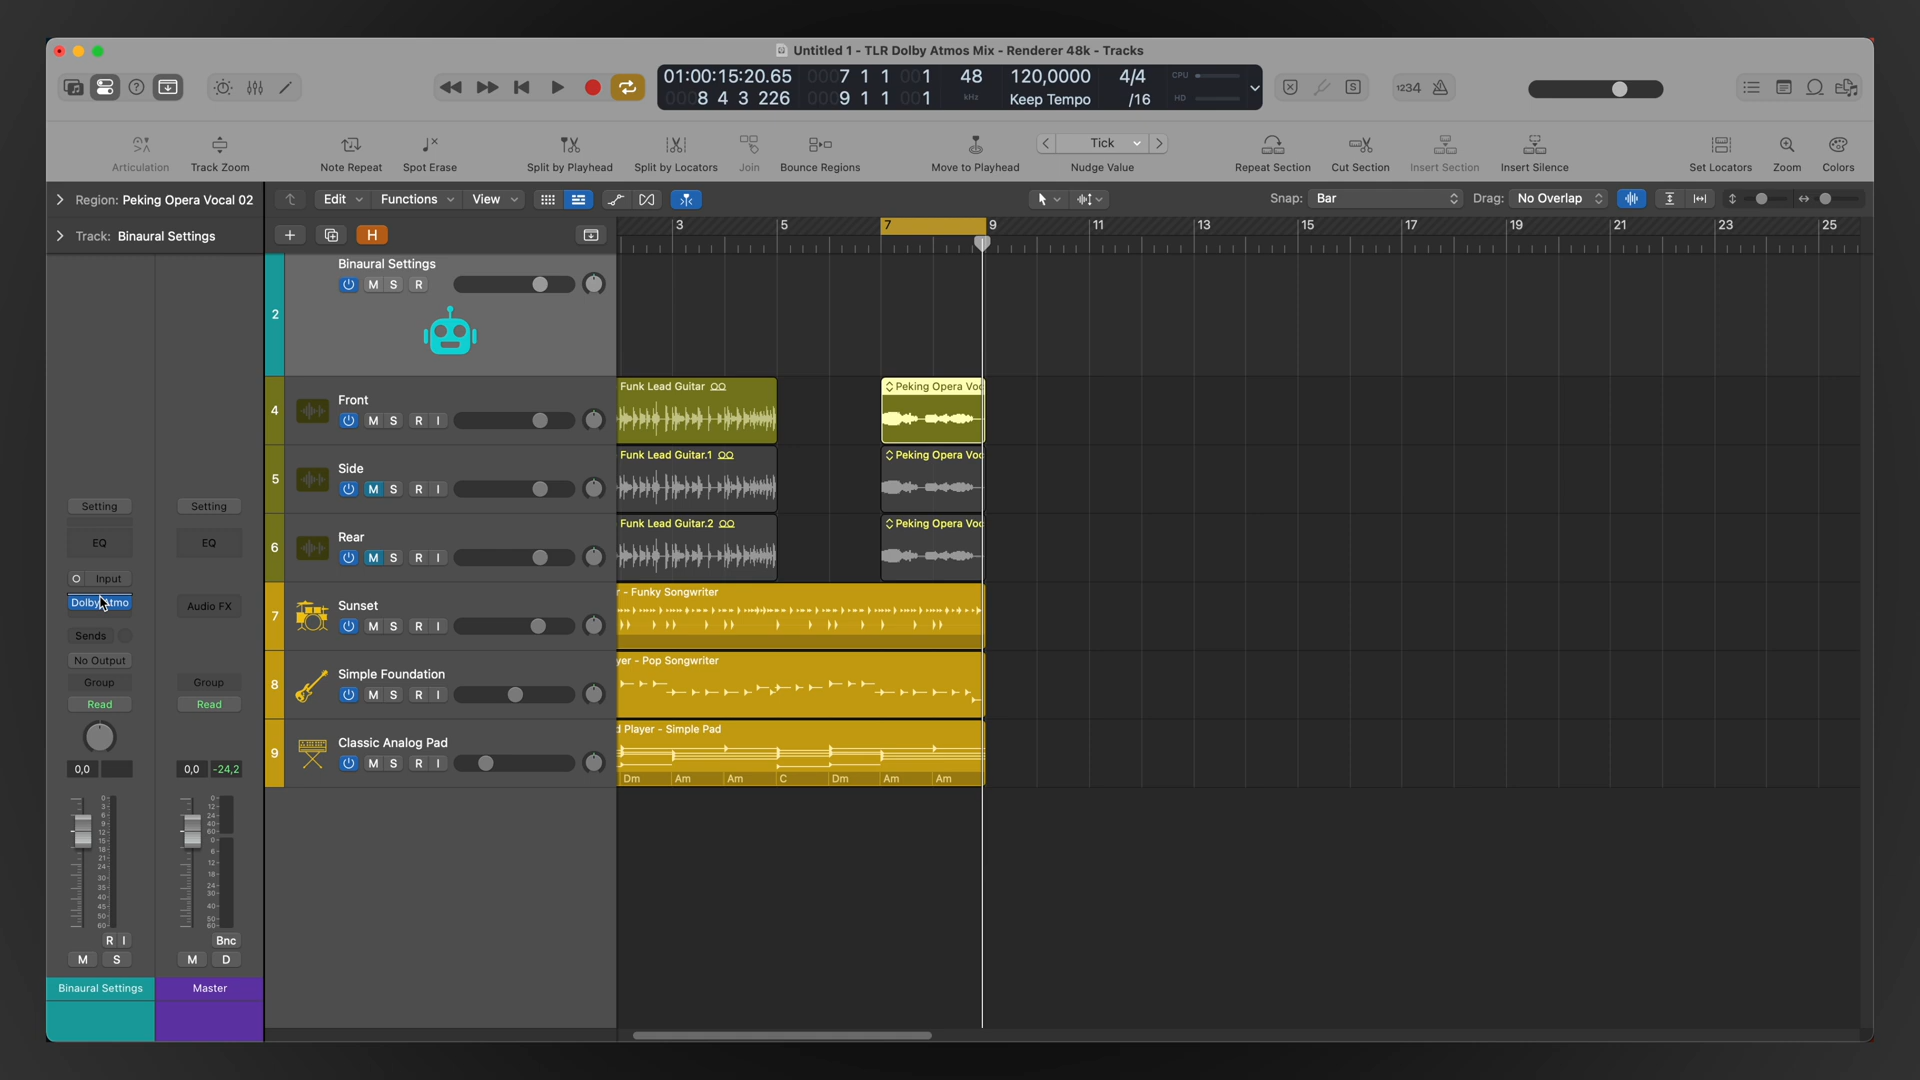 Untitled 1 - TLR Dolby Atmos Mix - Renderer 48k - Tracks
01:00:15:20.65 0007 1 1 001 48 120,0000 4/4 CPU
0008 4 3 226 0009 1 1 001 kHz Keep Tempo /16 HD
S
1234
Articulation Track Zoom Note Repeat Spot Erase Split by Playhead Split by Locators Join Bounce Regions Move to Playhead Tick Nudge Value Repeat Section Cut Section Insert Section Insert Silence Set Locators Zoom Colors
Region: Peking Opera Vocal 02
Edit Functions View Snap: Bar Drag: No Overlap
Track: Binaural Settings
H
3 5 7 9 11 13 15 17 19 21 23 25
2 Binaural Settings
M S R
4 Front
M S R I
Funk Lead Guitar
Peking Opera Voc
5 Side
M S R I
Funk Lead Guitar.1
Peking Opera Voc
6 Rear
M S R I
Funk Lead Guitar.2
Peking Opera Voc
7 Sunset
M S R I
r - Funky Songwriter
8 Simple Foundation
M S R I
yer - Pop Songwriter
9 Classic Analog Pad
M S R I
d Player - Simple Pad
Dm Am Am C Dm Am Am
Setting Setting
EQ EQ
Input
Dolby Atmo Audio FX
Sends
No Output
Group Group
Read Read
0,0 0,0 -24,2
R I Bnc
M S M D
Binaural Settings Master